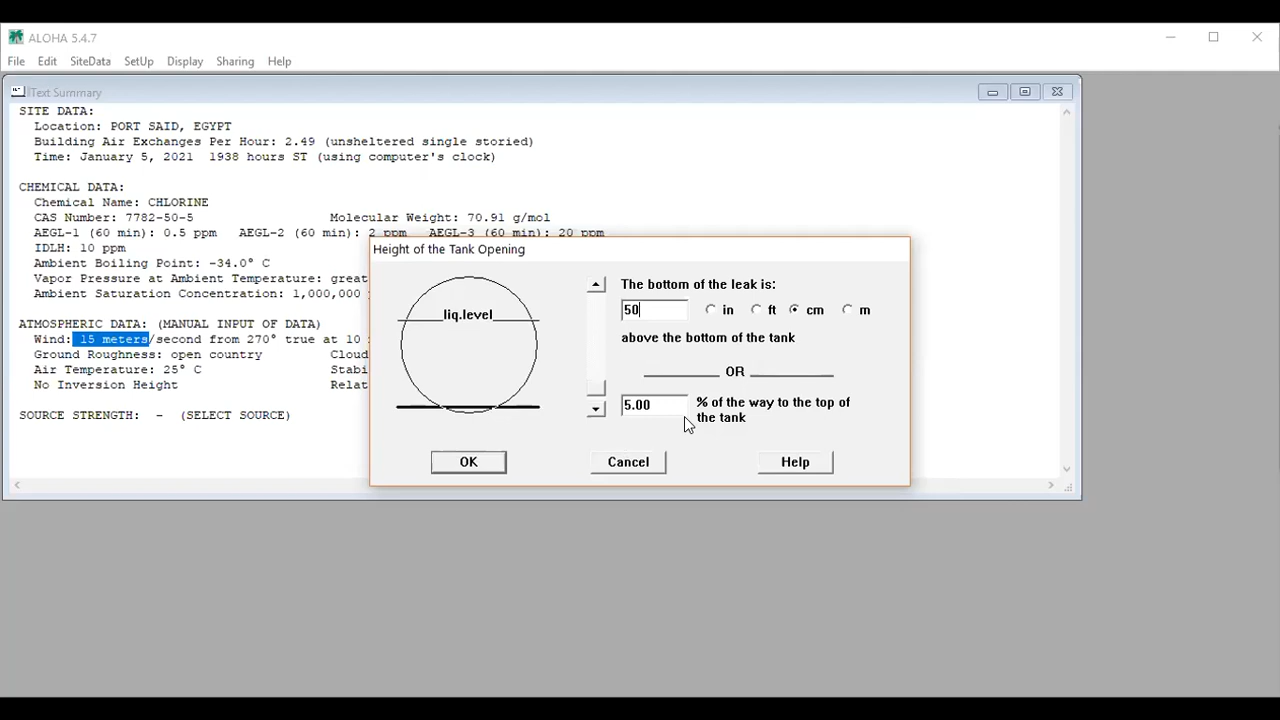 ALOHA 5.4.7
File Edit SiteData SetUp Display Sharing Help
Text Summary
SITE DATA:
Location: PORT SAID, EGYPT
Building Air Exchanges Per Hour: 2.49 (unsheltered single storied)
Time: January 5, 2021 1938 hours ST (using computer's clock)
CHEMICAL DATA:
Chemical Name: CHLORINE
CAS Number: 7782-50-5 Molecular Weight: 70.91 g/mol
AEGL-1 (60 min): 0.5 ppm AEGL-2 (60 min): 2 ppm AEGL-3 (60 min): 20 ppm
IDLH: 10 ppm
Ambient Boiling Point: -34.0° C
Vapor Pressure at Ambient Temperature: great
Ambient Saturation Concentration: 1,000,000
ATMOSPHERIC DATA: (MANUAL INPUT OF DATA)
Wind: 15 meters/second from 270° true at 10
Ground Roughness: open country Cloud
Air Temperature: 25° C Stabi
No Inversion Height Relat
SOURCE STRENGTH: - (SELECT SOURCE)
Height of the Tank Opening
liq.level
The bottom of the leak is:
50 in ft cm m
above the bottom of the tank
OR
5.00 % of the way to the top of
the tank
OK Cancel Help